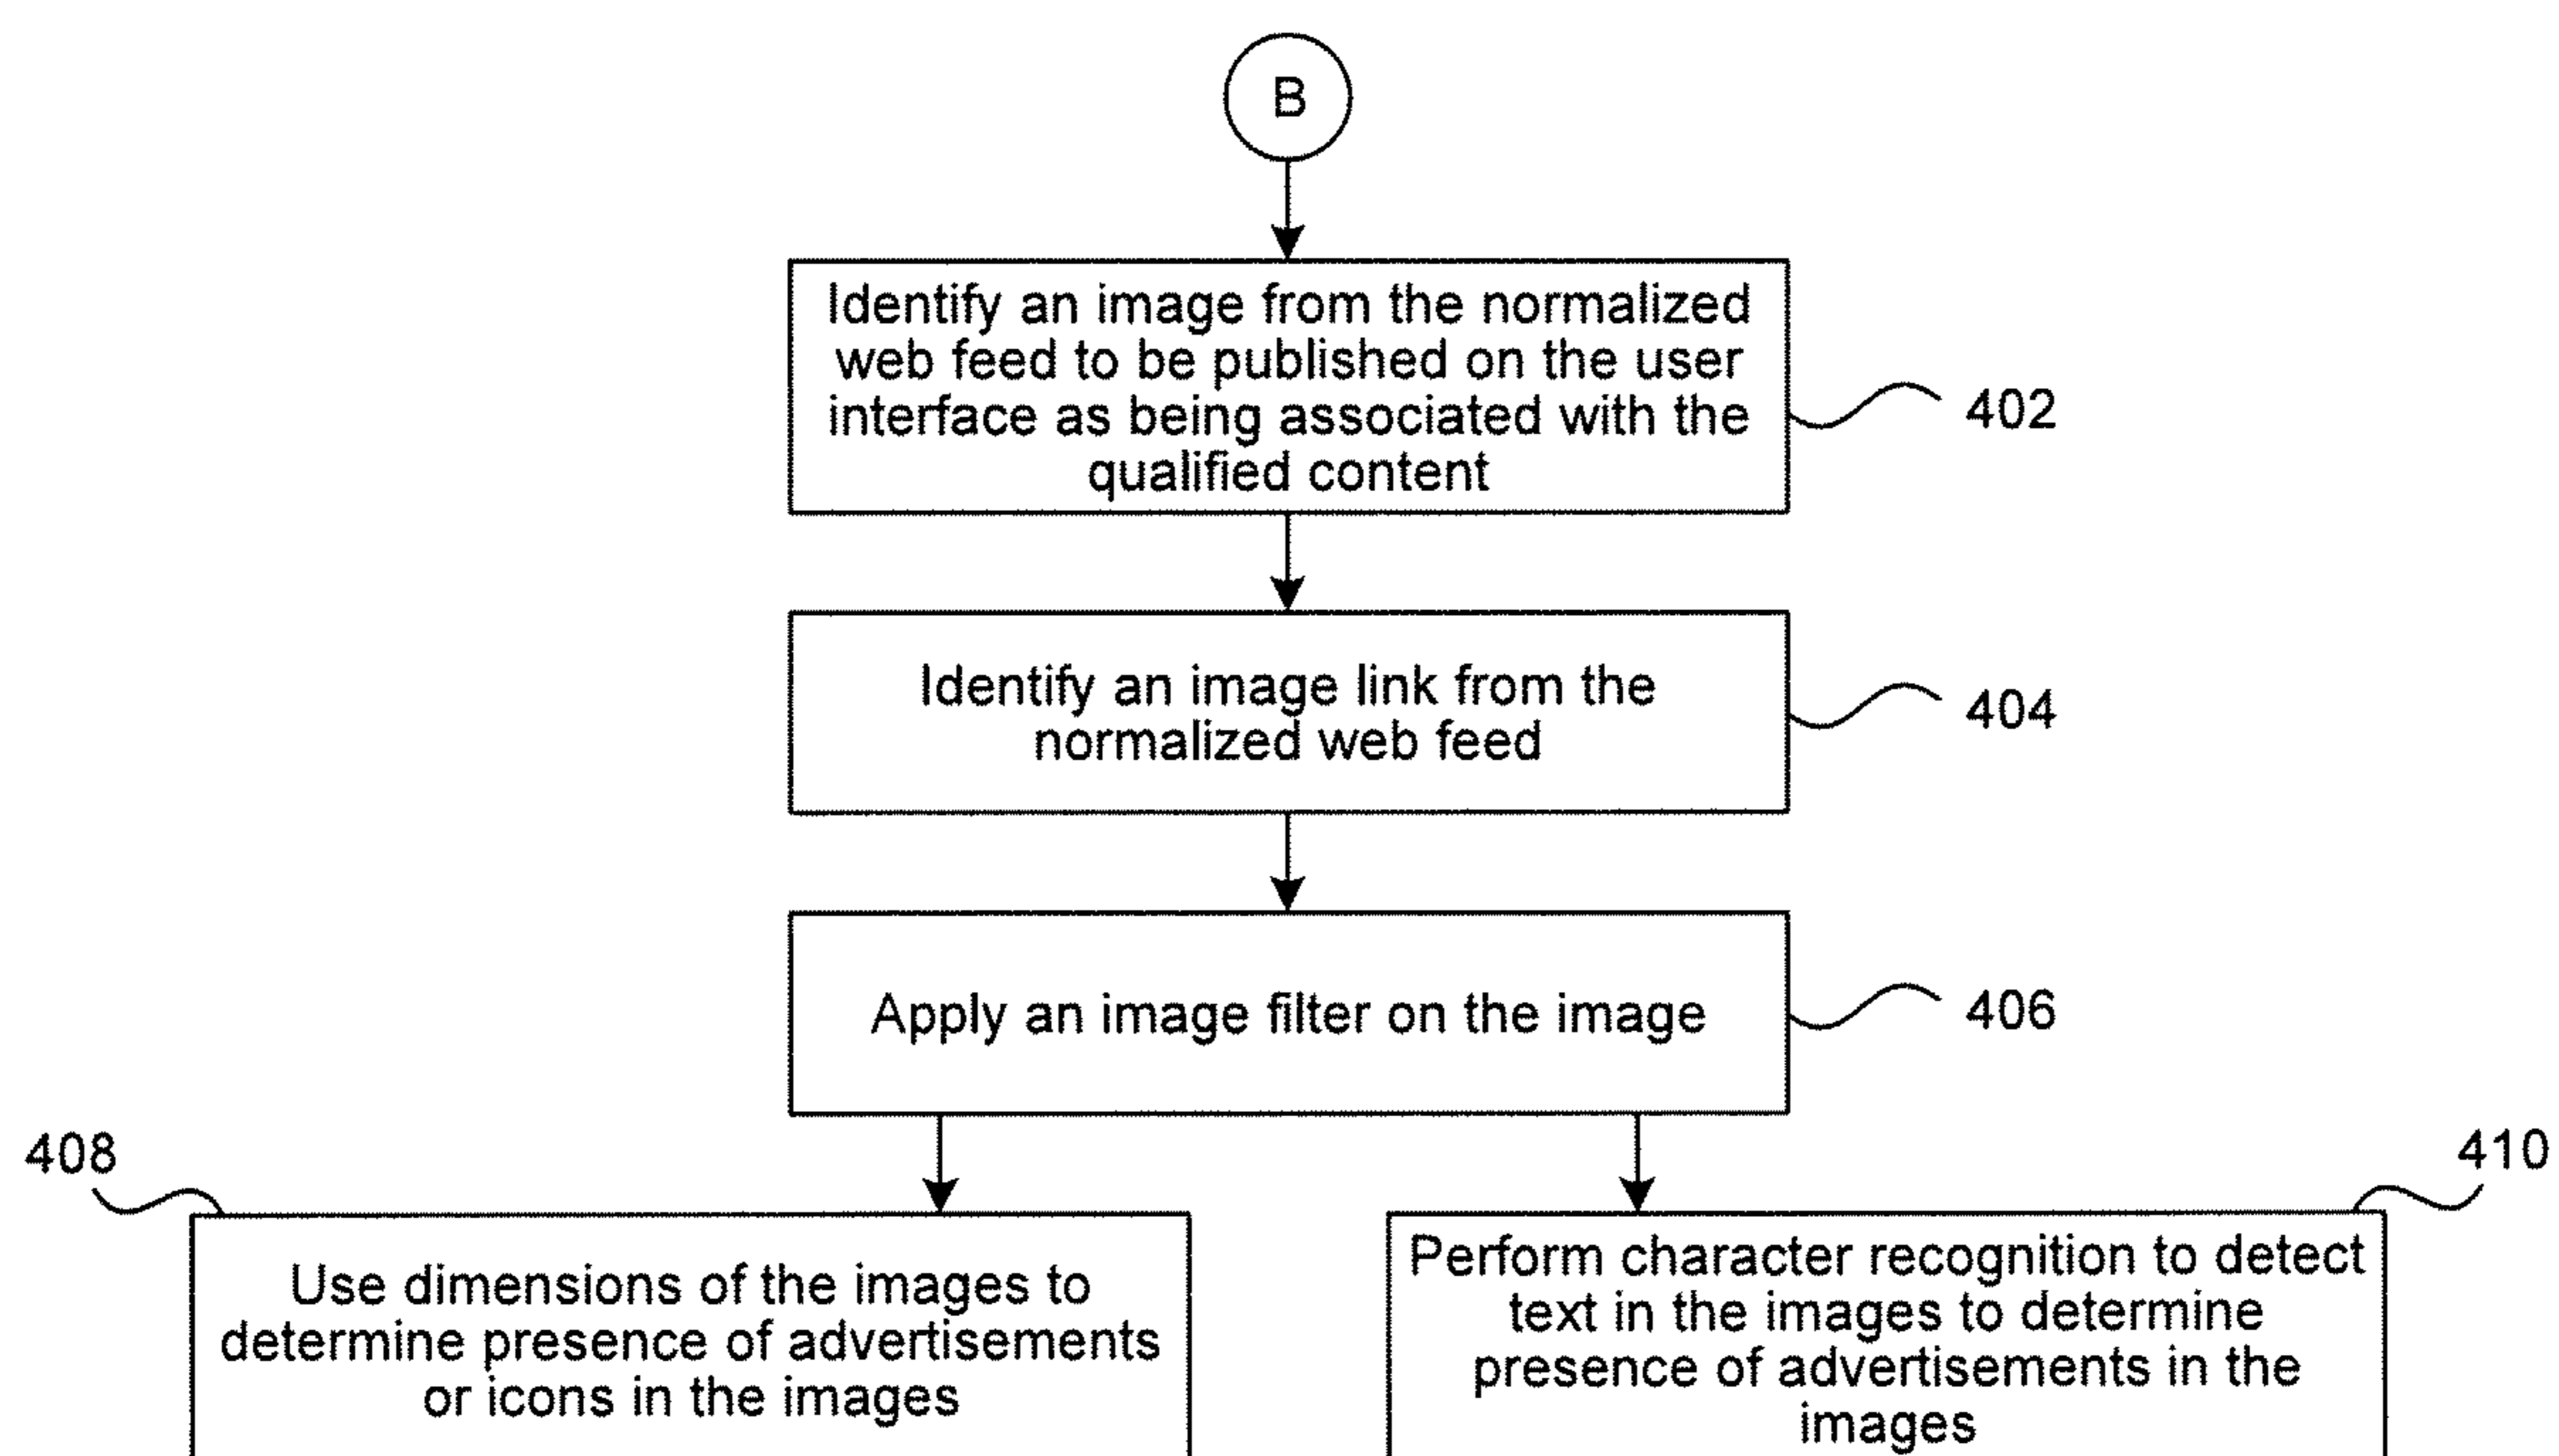 B
Identify an image from the normalized
web feed to be published on the user
interface as being associated with the
qualified content
402
Identify an image link from the
normalized web feed
404
Apply an image filter on the image
406
408
Use dimensions of the images to
determine presence of advertisements
or icons in the images
410
Perform character recognition to detect
text in the images to determine
presence of advertisements in the
images